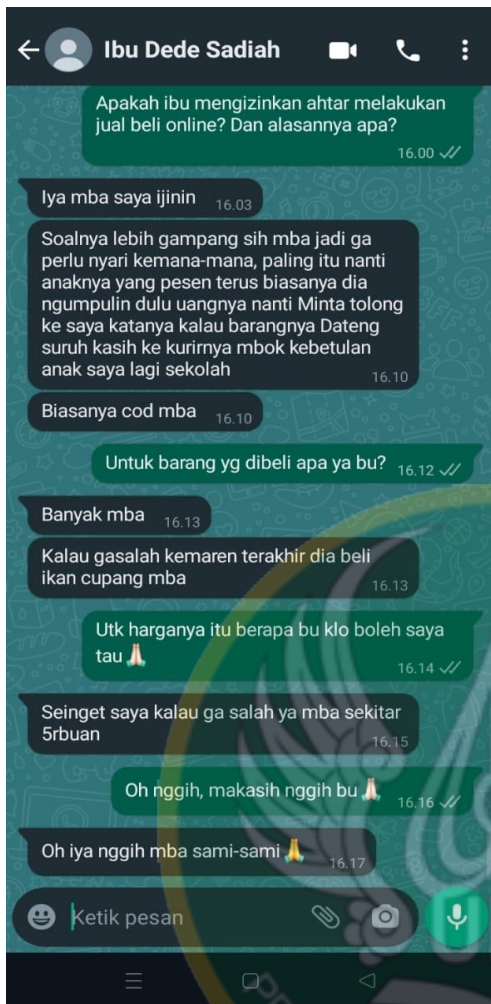 Ibu Dede Sadiah
Apakah ibu mengizinkan ahtar melakukan
jual beli online? Dan alasannya apa?
16.00
Iya mba saya ijinin 16.03
Soalnya lebih gampang sih mba jadi ga
perlu nyari kemana-mana, paling itu nanti
anaknya yang pesen terus biasanya dia
ngumpulin dulu uangnya nanti Minta tolong
ke saya katanya kalau barangnya Dateng
suruh kasih ke kurirnya mbok kebetulan
anak saya lagi sekolah
16.10
Biasanya cod mba 16.10
Untuk barang yg dibeli apa ya bu? 16.12
Banyak mba 16.13
Kalau gasalah kemaren terakhir dia beli
ikan cupang mba
16.13
Utk harganya itu berapa bu klo boleh saya
tau 🙏🏻
16.14
Seinget saya kalau ga salah ya mba sekitar
5rbuan
16.15
Oh nggih, makasih nggih bu 🙏🏻 16.16
Oh iya nggih mba sami-sami 🙏 16.17
Ketik pesan